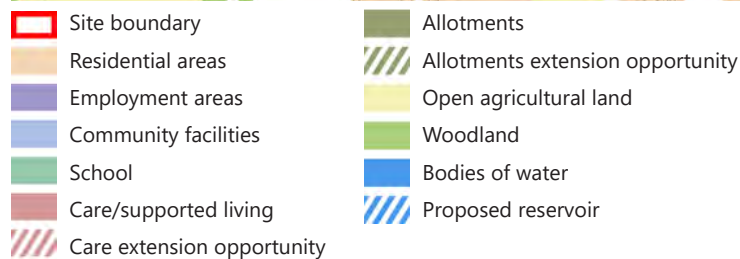 Site boundary
Residential areas
Employment areas
Community facilities
School
Care/supported living
Care extension opportunity
Allotments
Allotments extension opportunity
Open agricultural land
Woodland
Bodies of water
Proposed reservoir